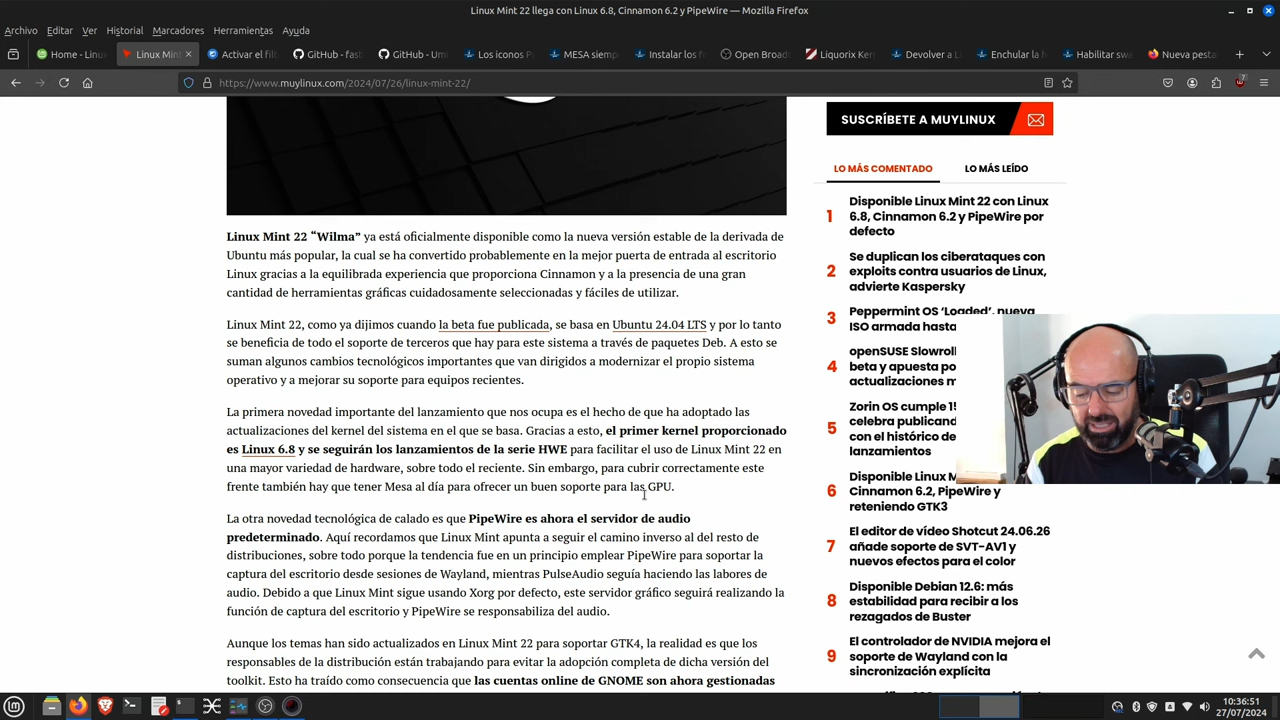 Linux Mint 22 llega con Linux 6.8, Cinnamon 6.2 y PipeWire — Mozilla Firefox
Archivo Editar Ver Historial Marcadores Herramientas Ayuda
Home - Linu
Linux Mint
Activar el fil
GitHub - fast
GitHub - Um
Los iconos P
MESA siemp
Instalar los f
Open Broad
Liquorix Ker
Devolver a l
Enchular la
Habilitar sw
Nueva pesta
https://www.muylinux.com/2024/07/26/linux-mint-22/
Linux Mint 22 “Wilma” ya está oficialmente disponible como la nueva versión estable de la derivada de
Ubuntu más popular, la cual se ha convertido probablemente en la mejor puerta de entrada al escritorio
Linux gracias a la equilibrada experiencia que proporciona Cinnamon y a la presencia de una gran
cantidad de herramientas gráficas cuidadosamente seleccionadas y fáciles de utilizar.
Linux Mint 22, como ya dijimos cuando la beta fue publicada, se basa en Ubuntu 24.04 LTS y por lo tanto
se beneficia de todo el soporte de terceros que hay para este sistema a través de paquetes Deb. A esto se
suman algunos cambios tecnológicos importantes que van dirigidos a modernizar el propio sistema
operativo y a mejorar su soporte para equipos recientes.
La primera novedad importante del lanzamiento que nos ocupa es el hecho de que ha adoptado las
actualizaciones del kernel del sistema en el que se basa. Gracias a esto, el primer kernel proporcionado
es Linux 6.8 y se seguirán los lanzamientos de la serie HWE para facilitar el uso de Linux Mint 22 en
una mayor variedad de hardware, sobre todo el reciente. Sin embargo, para cubrir correctamente este
frente también hay que tener Mesa al día para ofrecer un buen soporte para las GPU.
La otra novedad tecnológica de calado es que PipeWire es ahora el servidor de audio
predeterminado. Aquí recordamos que Linux Mint apunta a seguir el camino inverso al del resto de
distribuciones, sobre todo porque la tendencia fue en un principio emplear PipeWire para soportar la
captura del escritorio desde sesiones de Wayland, mientras PulseAudio seguía haciendo las labores de
audio. Debido a que Linux Mint sigue usando Xorg por defecto, este servidor gráfico seguirá realizando la
función de captura del escritorio y PipeWire se responsabiliza del audio.
Aunque los temas han sido actualizados en Linux Mint 22 para soportar GTK4, la realidad es que los
responsables de la distribución están trabajando para evitar la adopción completa de dicha versión del
toolkit. Esto ha traído como consecuencia que las cuentas online de GNOME son ahora gestionadas
SUSCRÍBETE A MUYLINUX
LO MÁS COMENTADO LO MÁS LEÍDO
1 Disponible Linux Mint 22 con Linux
6.8, Cinnamon 6.2 y PipeWire por
defecto
2 Se duplican los ciberataques con
exploits contra usuarios de Linux,
advierte Kaspersky
3 Peppermint OS ‘Loaded’, nueva
ISO armada hasta
4 openSUSE Slowroll
beta y apuesta po
actualizaciones m
5 Zorin OS cumple 15
celebra publicand
con el histórico de
lanzamientos
6 Disponible Linux M
Cinnamon 6.2, PipeWire y
reteniendo GTK3
7 El editor de vídeo Shotcut 24.06.26
añade soporte de SVT-AV1 y
nuevos efectos para el color
8 Disponible Debian 12.6: más
estabilidad para recibir a los
rezagados de Buster
9 El controlador de NVIDIA mejora el
soporte de Wayland con la
sincronización explícita
10:36:51
27/07/2024